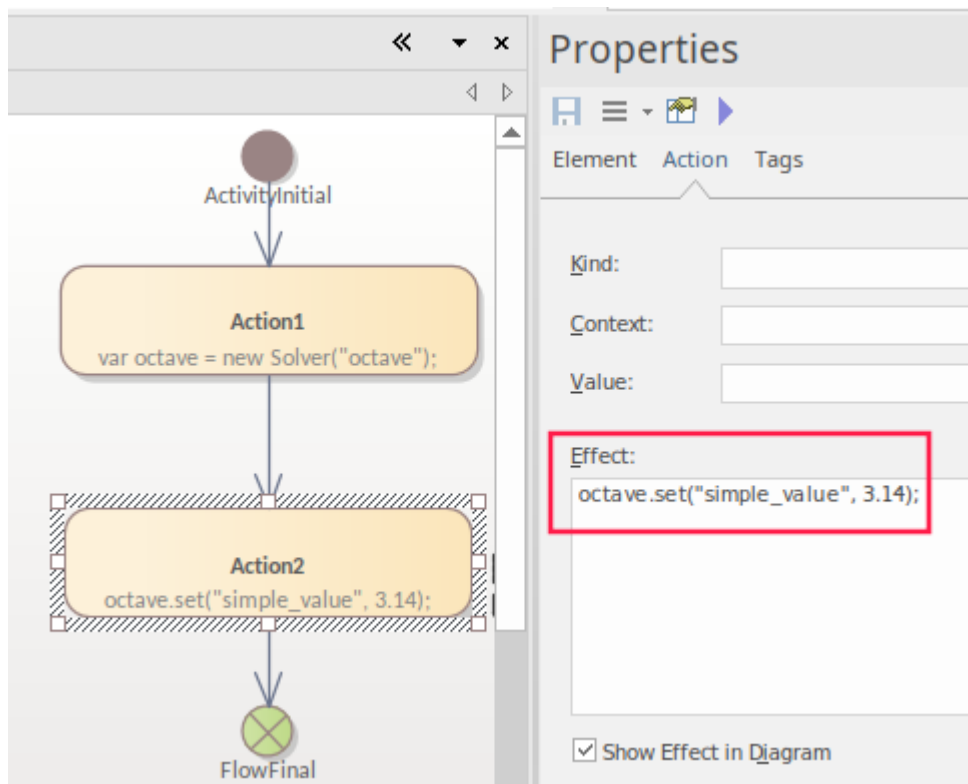 ActivityInitial
Action1
var octave = new Solver("octave");
Action2
octave.set("simple_value", 3.14);
FlowFinal
Properties
Element Action Tags
Kind:
Context:
Value:
Effect:
octave.set("simple_value", 3.14);
Show Effect in Diagram